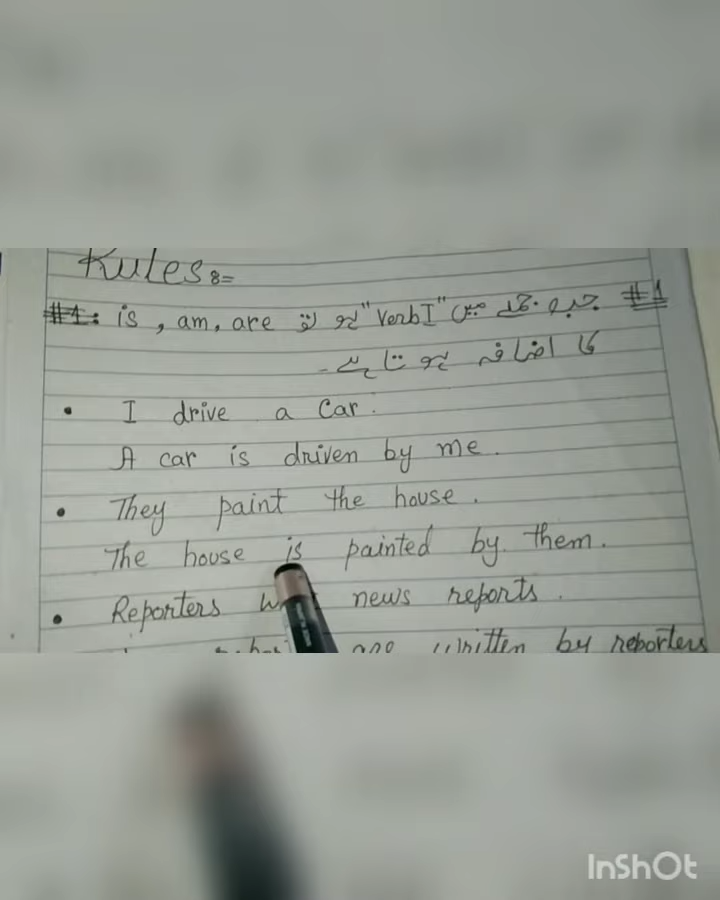 Rules :=
#1 جب جملے میں "Verb I" ہو تو is, am, are
کا اضافہ ہوتا ہے۔
• I drive a Car.
A car is driven by me.
• They paint the house.
The house is painted by them.
• Reporters news reports.
are written by reporters
InShOt